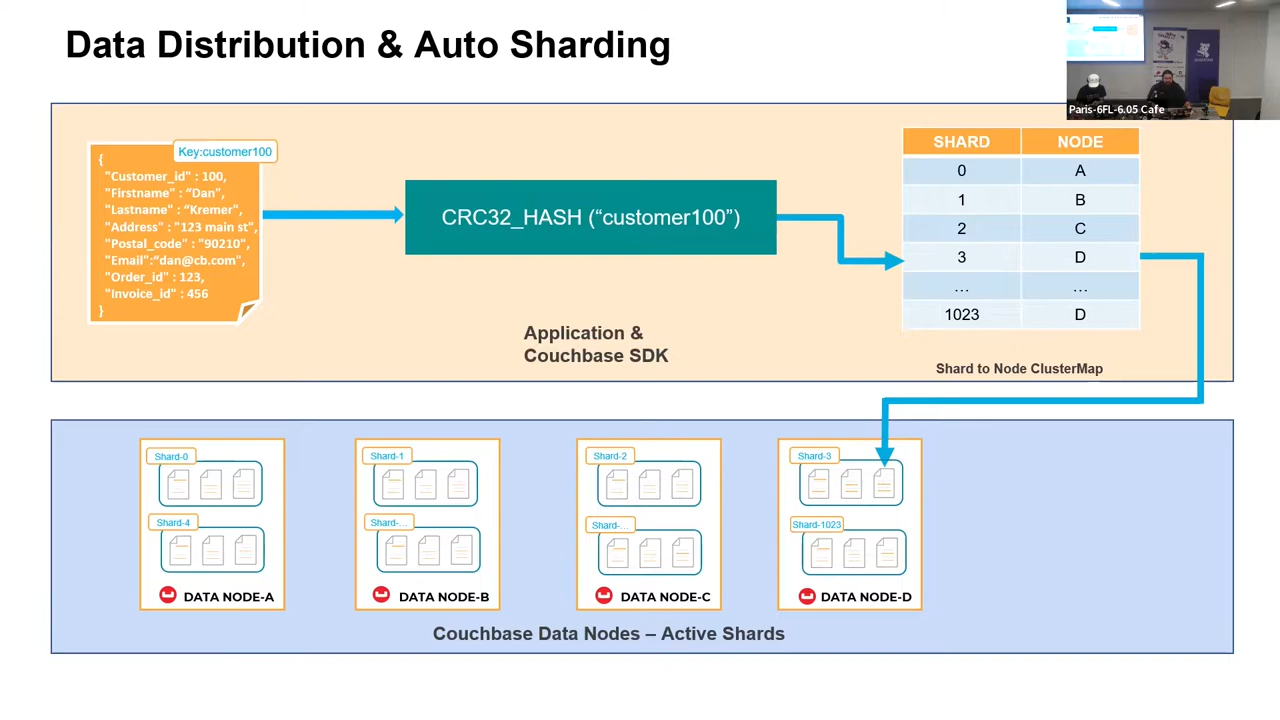 Data Distribution & Auto Sharding
Paris-6FL-6.05 Cafe
Key:customer100
{
"Customer_id" : 100,
"Firstname" : “Dan”,
"Lastname" : “Kremer”,
"Address" : "123 main st",
"Postal_code" : "90210",
"Email":"dan@cb.com",
"Order_id" : 123,
"Invoice_id" : 456
}
CRC32_HASH (“customer100”)
SHARD NODE
0 A
1 B
2 C
3 D
… …
1023 D
Application &
Couchbase SDK
Shard to Node ClusterMap
Shard-0
Shard-4
DATA NODE-A
Shard-1
Shard-...
DATA NODE-B
Shard-2
Shard-...
DATA NODE-C
Shard-3
Shard-1023
DATA NODE-D
Couchbase Data Nodes – Active Shards